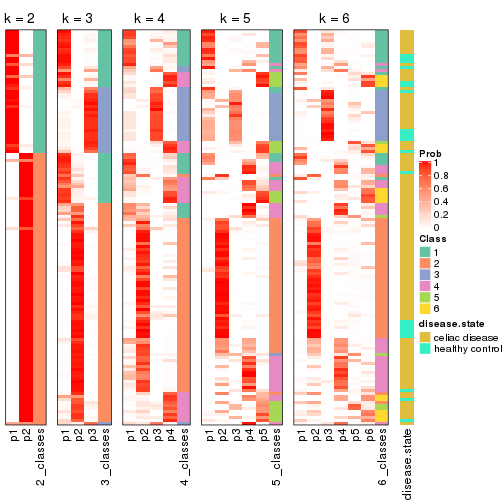 k = 2
k = 3
k = 4
k = 5
k = 6
Prob
1
0.8
0.6
0.4
0.2
0
Class
1
2
3
4
5
6
disease.state
celiac disease
healthy control
p1
p2
2_classes
p1
p2
p3
3_classes
p1
p2
p3
p4
4_classes
p1
p2
p3
p4
p5
5_classes
p1
p2
p3
p4
p5
p6
6_classes
disease.state